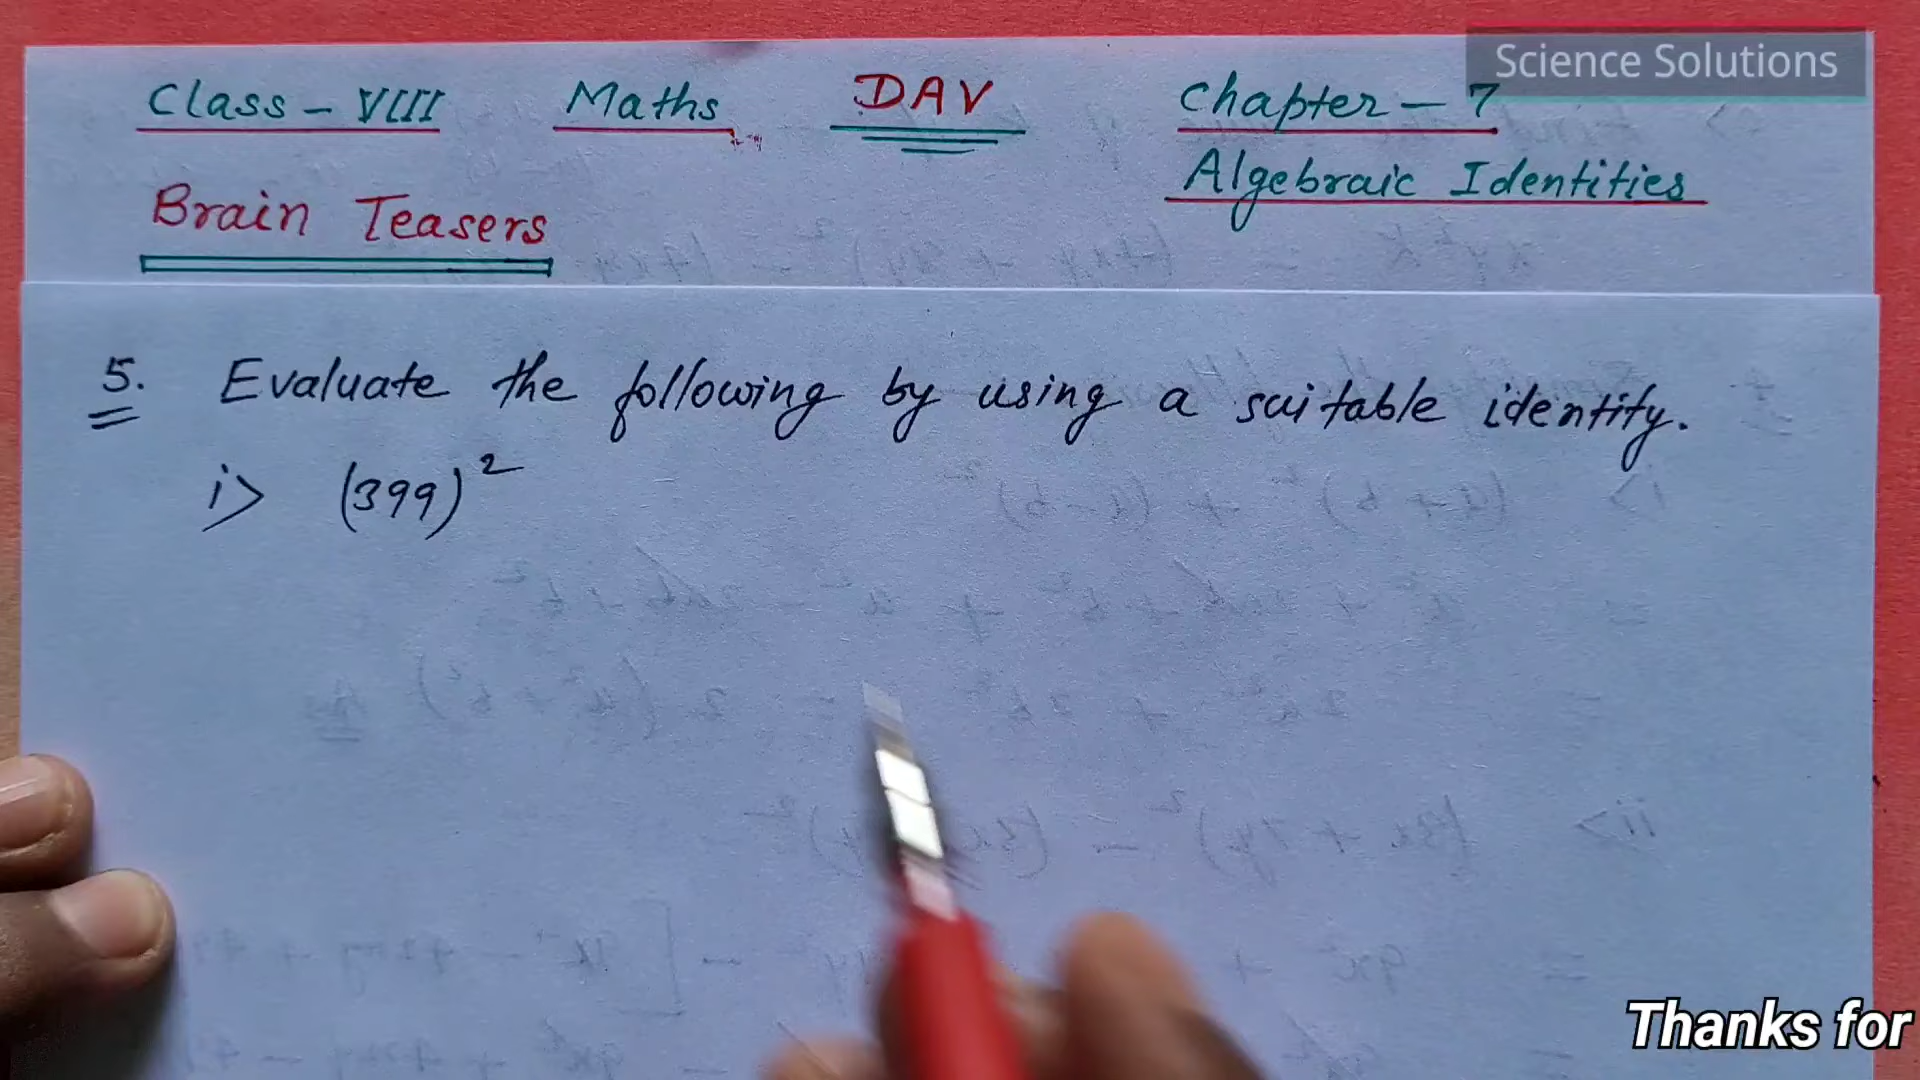 Science Solutions
Class - VIII Maths DAV Chapter - 7
Algebraic Identities
Brain Teasers
5. Evaluate the following by using a suitable identity.
i> (399)²
Thanks for